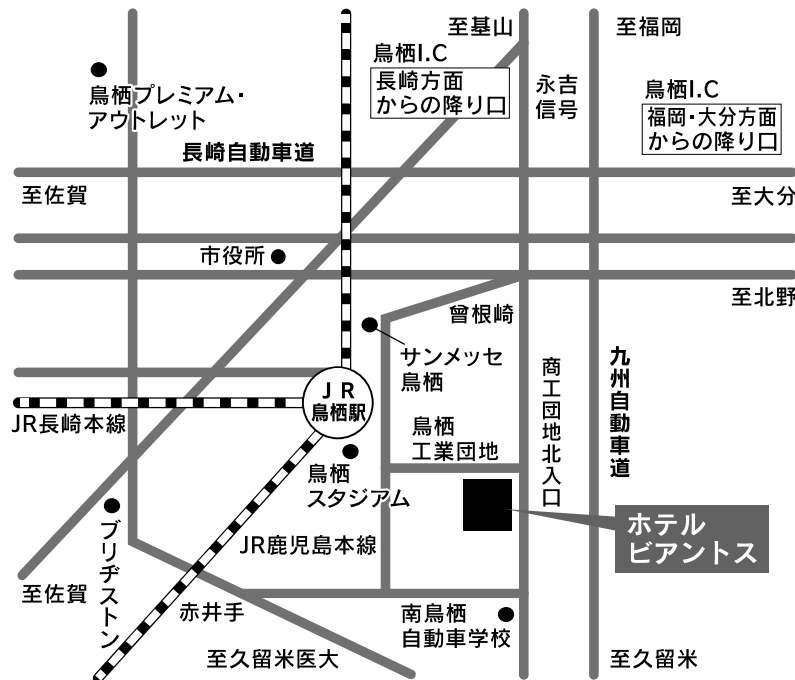 至基山
至福岡
鳥栖I.C
長崎方面
からの降り口
永吉
信号
鳥栖I.C
福岡・大分方面
からの降り口
鳥栖プレミアム・
アウトレット
長崎自動車道
至佐賀
至大分
市役所
至北野
曾根崎
サンメッセ
鳥栖
商工団地北入口
九州自動車道
JR
鳥栖駅
JR長崎本線
鳥栖
工業団地
鳥栖
スタジアム
ホテル
ビアントス
ブリヂストン
JR鹿児島本線
至佐賀
赤井手
南鳥栖
自動車学校
至久留米医大
至久留米